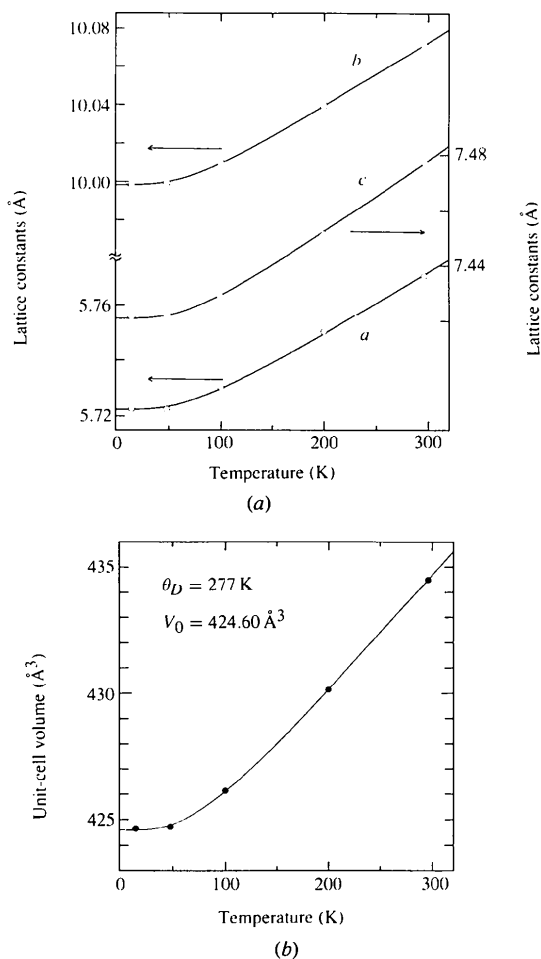 10.08
10.04
10.00
5.76
5.72
7.48
7.44
b
c
a
Lattice constants (Å)
Lattice constants (Å)
0 100 200 300
Temperature (K)
(a)
435
430
425
θD = 277 K
V0 = 424.60 Å3
Unit-cell volume (Å3)
0 100 200 300
Temperature (K)
(b)